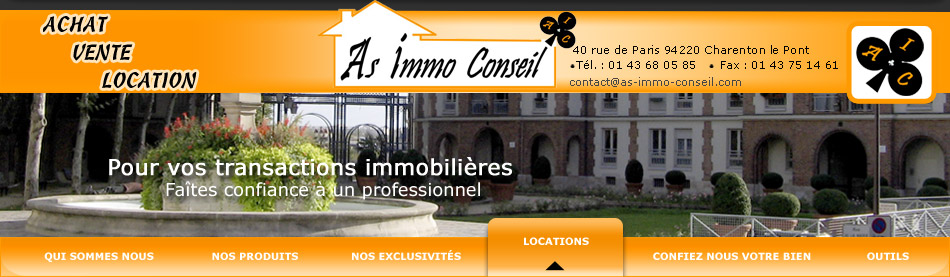 ACHAT
VENTE
LOCATION
As Immo Conseil
A I C
40 rue de Paris 94220 Charenton le Pont
•Tél. : 01 43 68 05 85 • Fax : 01 43 75 14 61
contact@as-immo-conseil.com
A I C
Pour vos transactions immobilières
Faîtes confiance à un professionnel
QUI SOMMES NOUS
NOS PRODUITS
NOS EXCLUSIVITÉS
LOCATIONS
CONFIEZ NOUS VOTRE BIEN
OUTILS